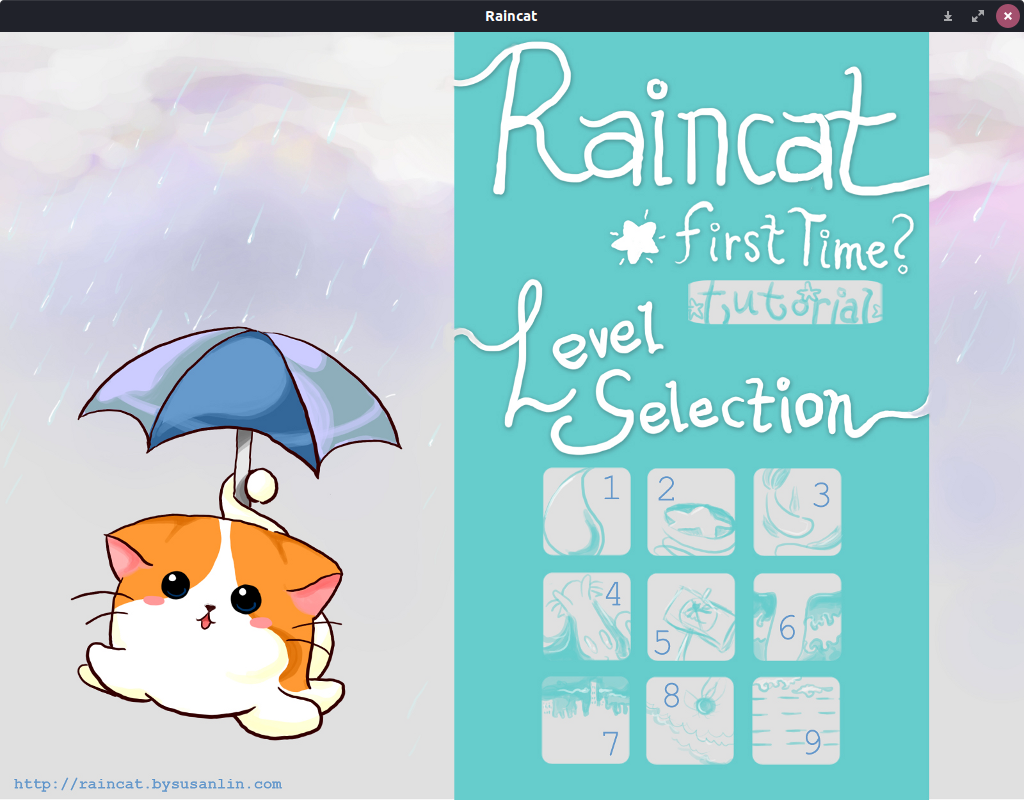 Raincat
Raincat
First Time?
tutorial
Level
Selection
1 2 3
4 5 6
7 8 9
http://raincat.bysusanlin.com